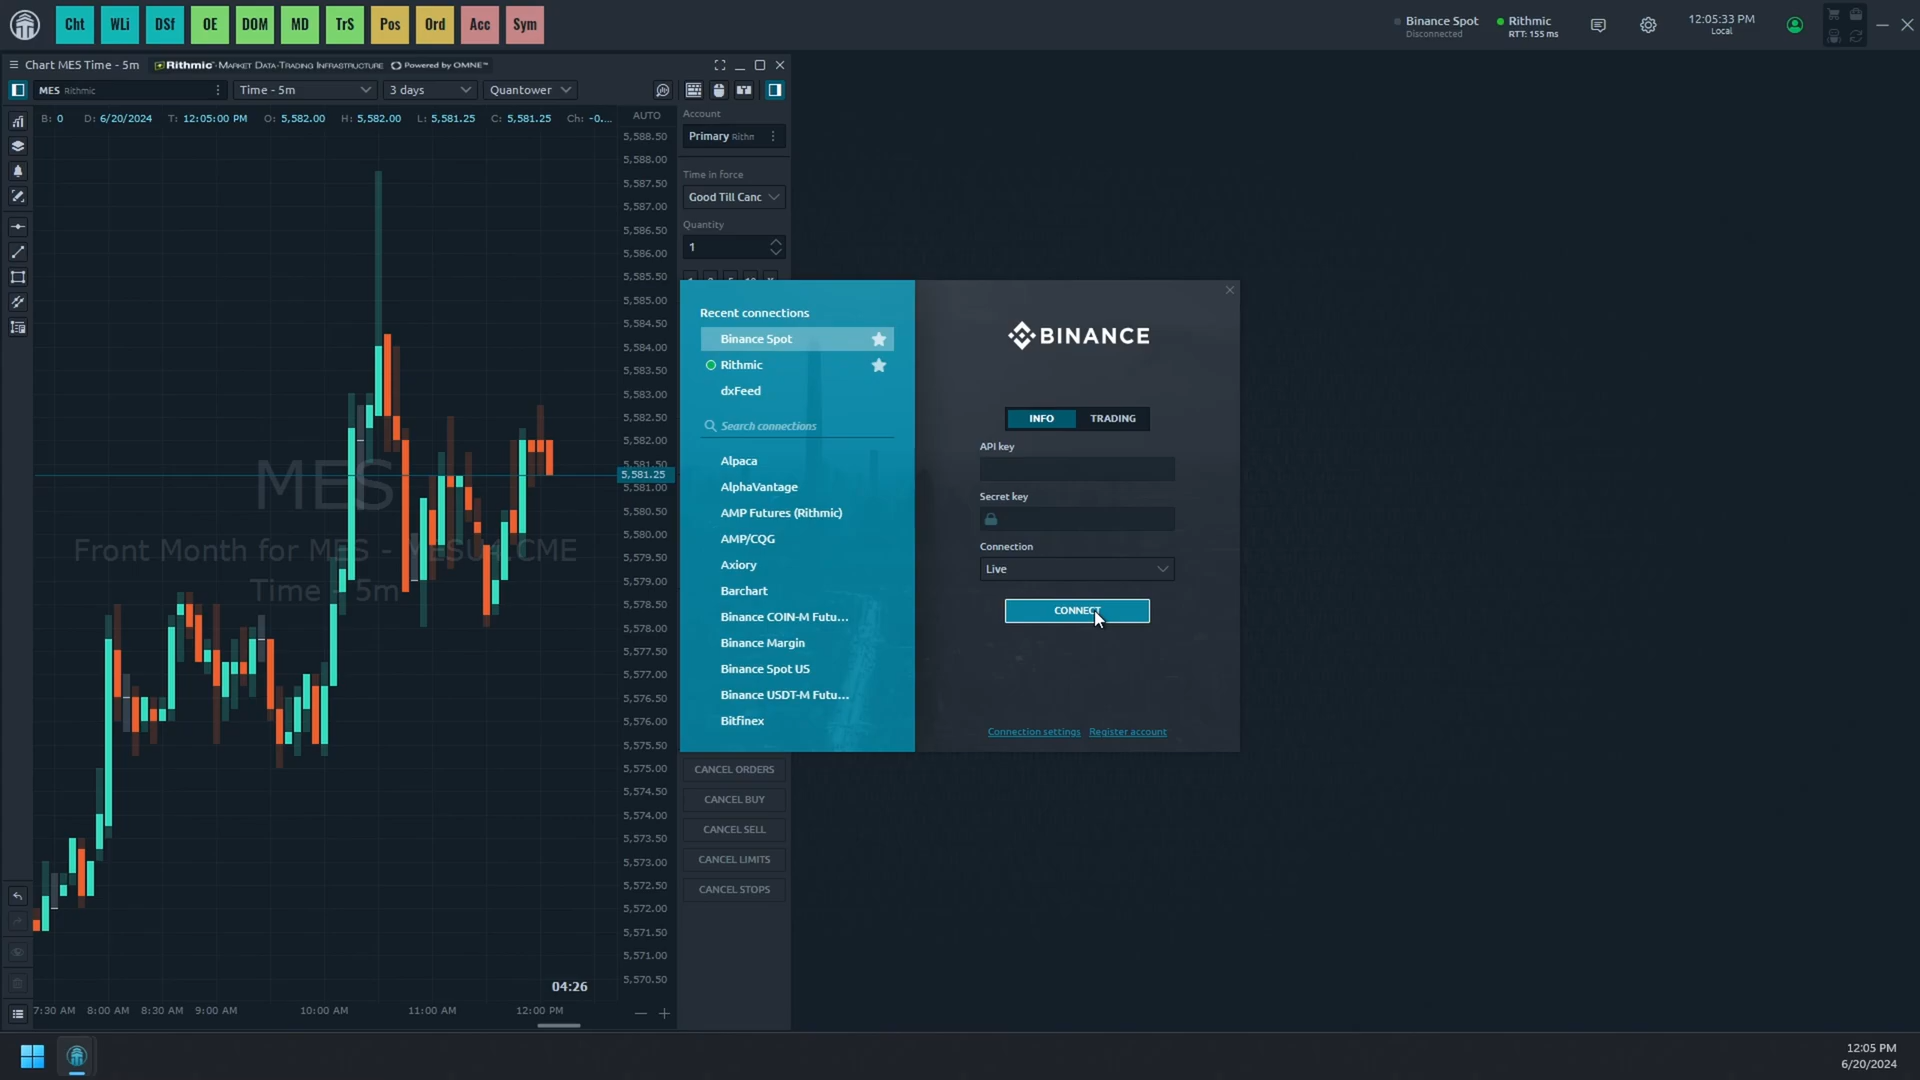 Cht WLi DSf OE DOM MD TrS Pos Ord Acc Sym
Binance Spot
Disconnected
Rithmic
RTT: 155 ms
12:05:33 PM
Local
Chart MES Time - 5m
Rithmic MARKET DATA-TRADING INFRASTRUCTURE Powered by OMNE™
MES Rithmic
Time - 5m
3 days
Quantower
B: 0 D: 6/20/2024 T: 12:05:00 PM O: 5,582.00 H: 5,582.00 L: 5,581.25 C: 5,581.25 Ch: -0....
AUTO
5,588.50
5,588.00
5,587.50
5,587.00
5,586.50
5,586.00
5,585.50
5,585.00
5,584.50
5,584.00
5,583.50
5,583.00
5,582.50
5,582.00
5,581.50
5,581.25
5,581.00
5,580.50
5,580.00
5,579.50
5,579.00
5,578.50
5,578.00
5,577.50
5,577.00
5,576.50
5,576.00
5,575.50
5,575.00
5,574.50
5,574.00
5,573.50
5,573.00
5,572.50
5,572.00
5,571.50
5,571.00
5,570.50
MES
Front Month for MES - MESU4.CME
Time - 5m
04:26
7:30 AM 8:00 AM 8:30 AM 9:00 AM 10:00 AM 11:00 AM 12:00 PM
Account
Primary Rithm
Time in force
Good Till Canc
Quantity
1
CANCEL ORDERS
CANCEL BUY
CANCEL SELL
CANCEL LIMITS
CANCEL STOPS
Recent connections
Binance Spot
Rithmic
dxFeed
Search connections
Alpaca
AlphaVantage
AMP Futures (Rithmic)
AMP/CQG
Axiory
Barchart
Binance COIN-M Futu...
Binance Margin
Binance Spot US
Binance USDT-M Futu...
Bitfinex
BINANCE
INFO TRADING
API key
Secret key
Connection
Live
CONNECT
Connection settings Register account
12:05 PM
6/20/2024